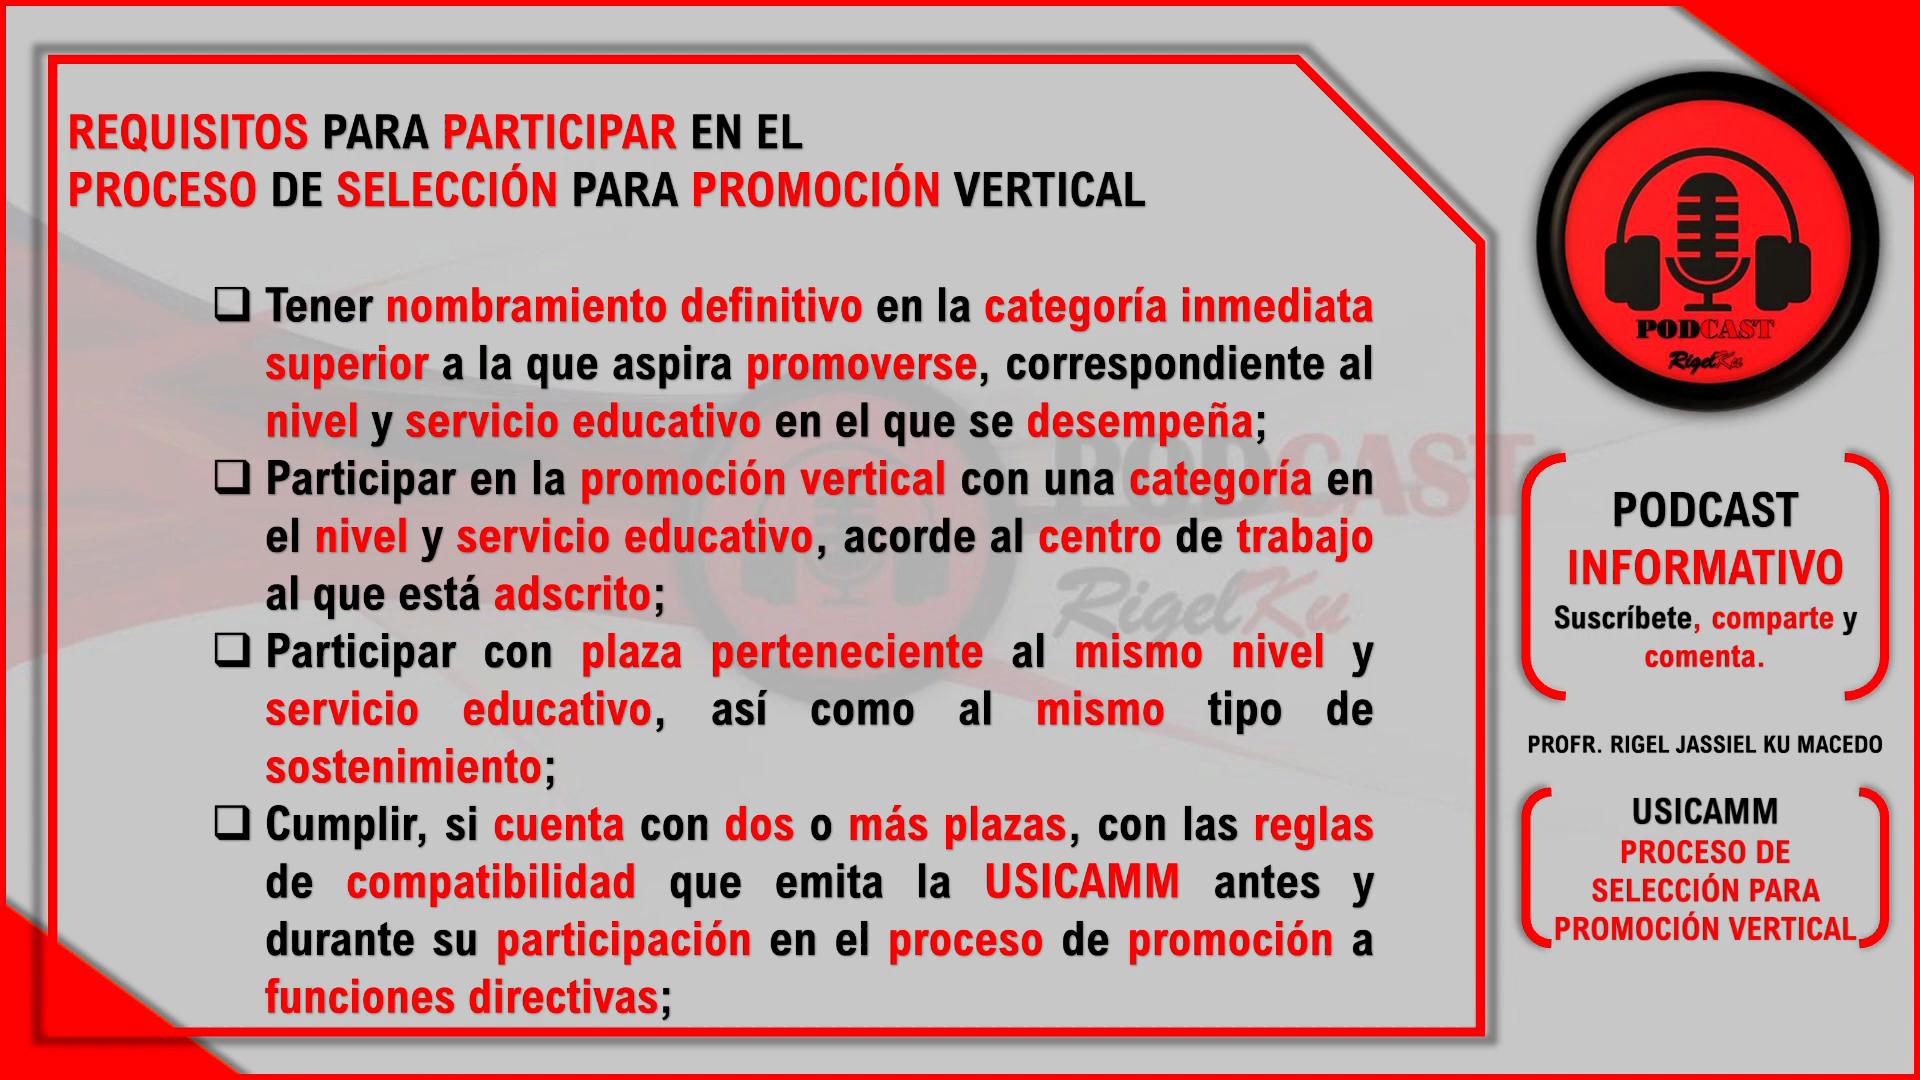 REQUISITOS PARA PARTICIPAR EN EL
PROCESO DE SELECCIÓN PARA PROMOCIÓN VERTICAL
Tener nombramiento definitivo en la categoría inmediata
superior a la que aspira promoverse, correspondiente al
nivel y servicio educativo en el que se desempeña;
Participar en la promoción vertical con una categoría en
el nivel y servicio educativo, acorde al centro de trabajo
al que está adscrito;
Participar con plaza perteneciente al mismo nivel y
servicio educativo, así como al mismo tipo de
sostenimiento;
Cumplir, si cuenta con dos o más plazas, con las reglas
de compatibilidad que emita la USICAMM antes y
durante su participación en el proceso de promoción a
funciones directivas;
PODCAST
RigelKu
PODCAST
RigelKu
PODCAST
INFORMATIVO
Suscríbete, comparte y
comenta.
PROFR. RIGEL JASSIEL KU MACEDO
USICAMM
PROCESO DE
SELECCIÓN PARA
PROMOCIÓN VERTICAL